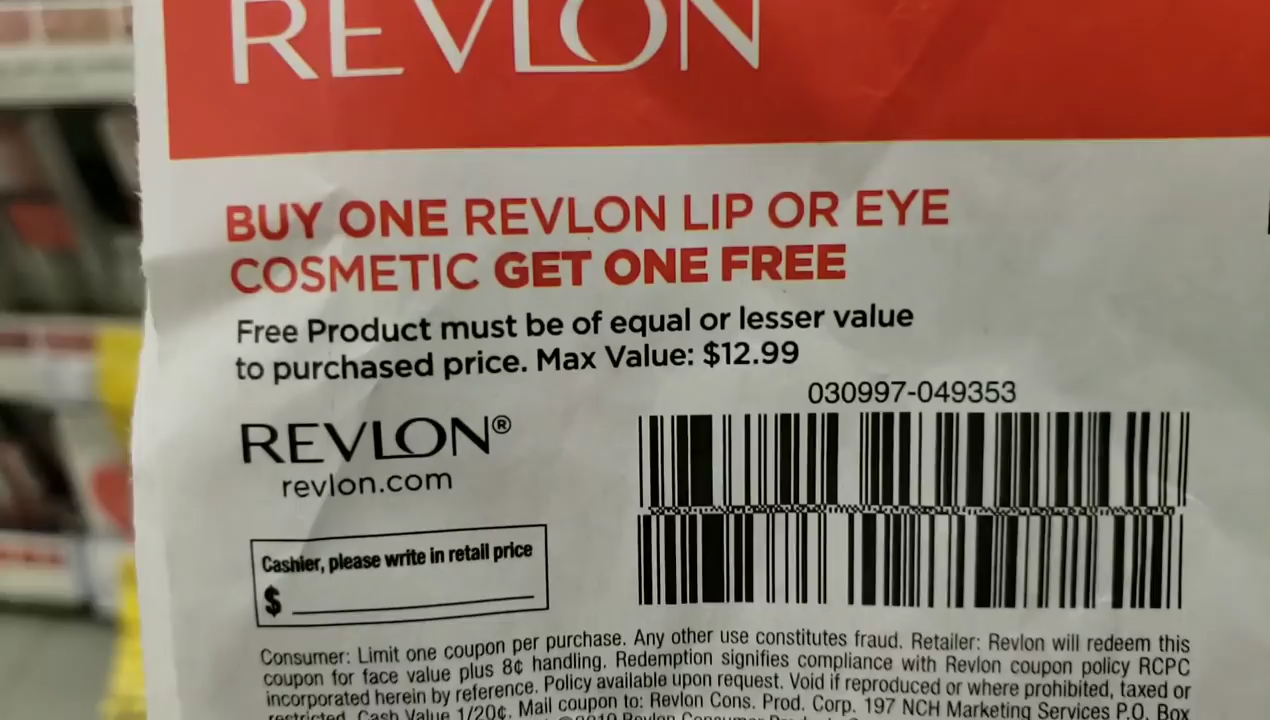 REVLON
BUY ONE REVLON LIP OR EYE
COSMETIC GET ONE FREE
Free Product must be of equal or lesser value
to purchased price. Max Value: $12.99
030997-049353
REVLON®
revlon.com
Cashier, please write in retail price
$
Consumer: Limit one coupon per purchase. Any other use constitutes fraud. Retailer: Revlon will redeem this
coupon for face value plus 8¢ handling. Redemption signifies compliance with Revlon coupon policy RCPC
incorporated herein by reference. Policy available upon request. Void if reproduced or where prohibited, taxed or
restricted. Cash Value 1/20¢. Mail coupon to: Revlon Cons. Prod. Corp. 197 NCH Marketing Services P.O. Box